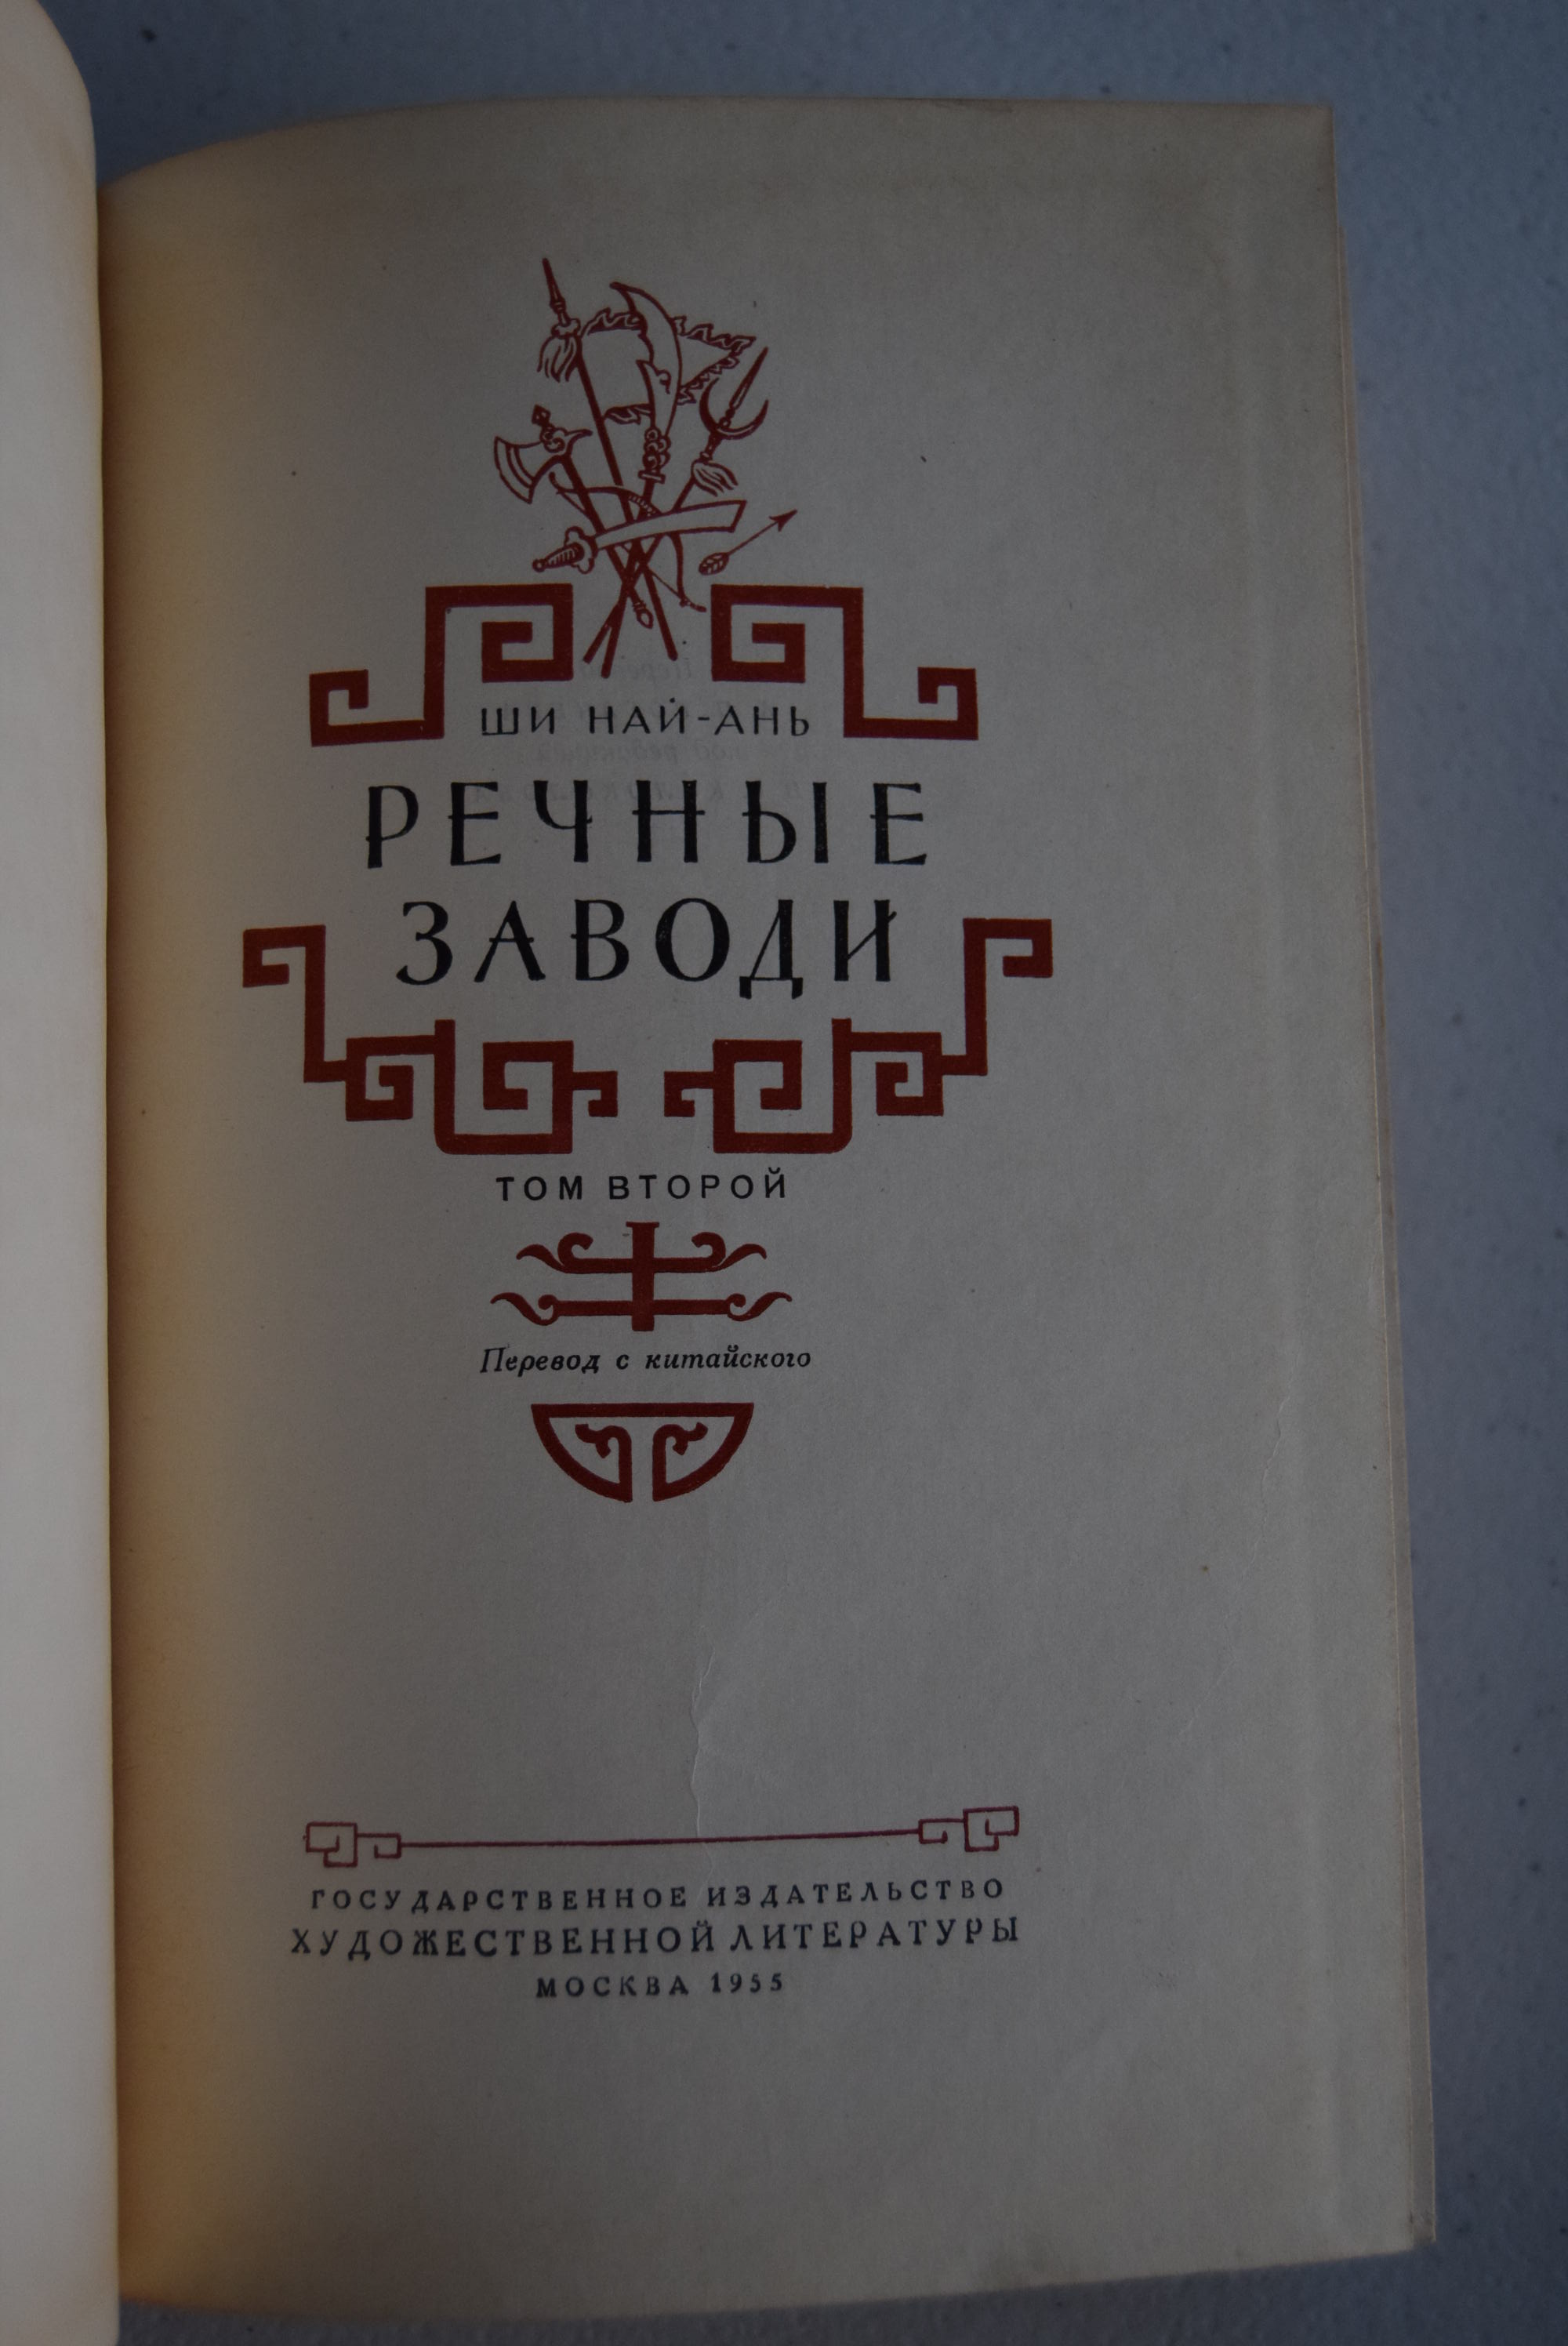 ШИ НАЙ-АНЬ
РЕЧНЫЕ
ЗАВОДИ
ТОМ ВТОРОЙ
Перевод с китайского
ГОСУДАРСТВЕННОЕ ИЗДАТЕЛЬСТВО
ХУДОЖЕСТВЕННОЙ ЛИТЕРАТУРЫ
МОСКВА 1955